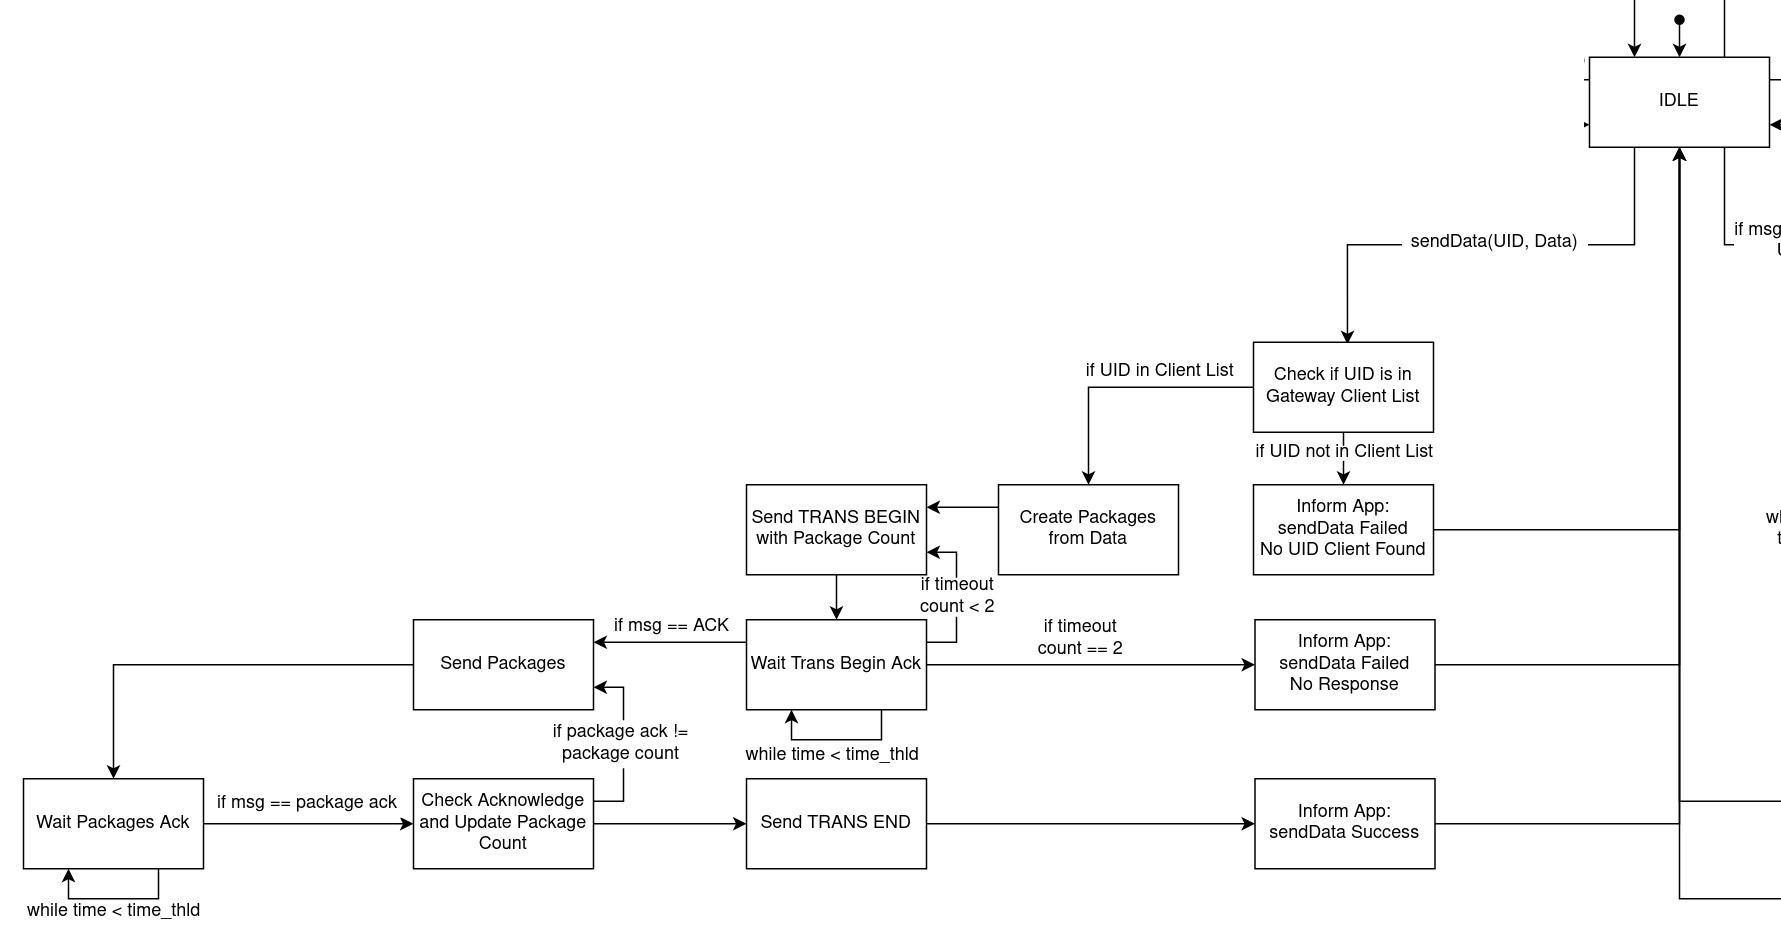 IDLE
if msg
sendData(UID, Data)
if UID in Client List
Check if UID is in
Gateway Client List
if UID not in Client List
Send TRANS BEGIN
with Package Count
Create Packages
from Data
Inform App:
sendData Failed
No UID Client Found
if timeout
count < 2
if msg == ACK
if timeout
count == 2
Send Packages
Wait Trans Begin Ack
Inform App:
sendData Failed
No Response
if package ack !=
package count
while time < time_thld
Wait Packages Ack
if msg == package ack
Check Acknowledge
and Update Package
Count
Send TRANS END
Inform App:
sendData Success
while time < time_thld